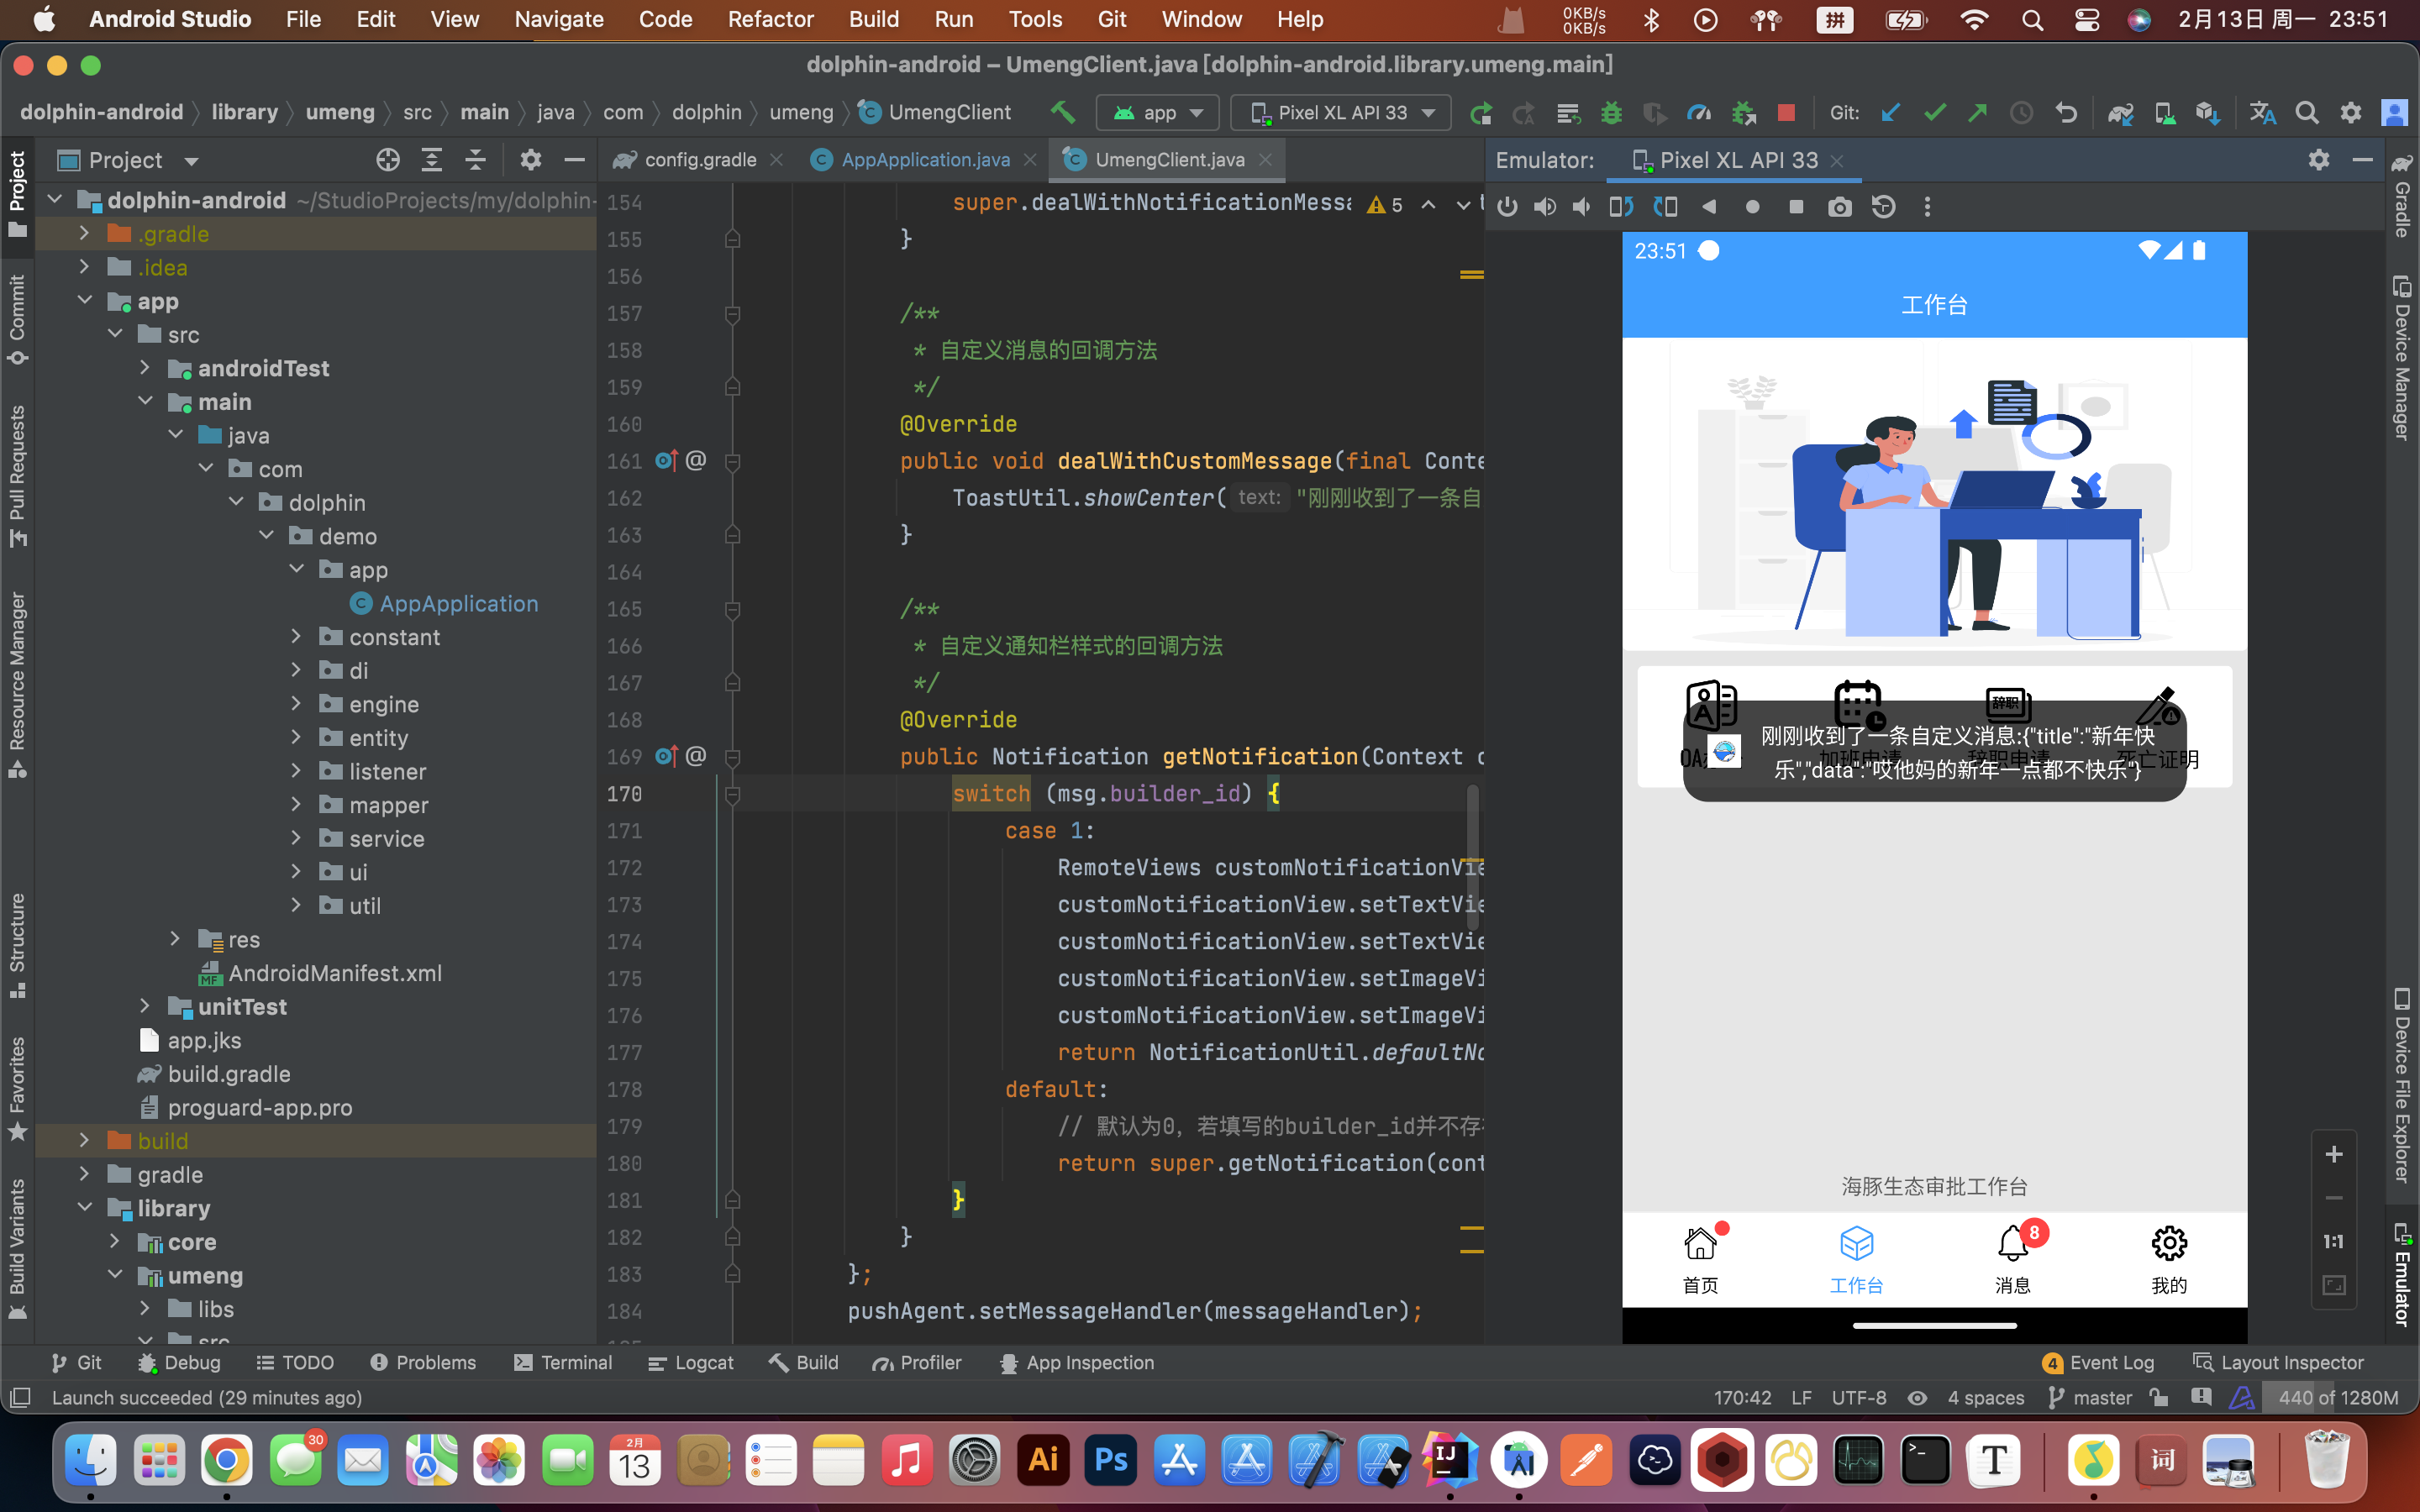 Android Studio File Edit View Navigate Code Refactor Build Run Tools Git Window Help 0KB/s 0KB/s 拼 2月13日 周一 23:51
dolphin-android – UmengClient.java [dolphin-android.library.umeng.main]
dolphin-android library umeng src main java com dolphin umeng UmengClient app Pixel XL API 33 Git:
Project config.gradle AppApplication.java UmengClient.java Emulator: Pixel XL API 33
Project
Commit
Pull Requests
Resource Manager
Structure
Favorites
Build Variants
dolphin-android ~/StudioProjects/my/dolphin-
.gradle
.idea
app
src
androidTest
main
java
com
dolphin
demo
app
AppApplication
constant
di
engine
entity
listener
mapper
service
ui
util
res
AndroidManifest.xml
unitTest
app.jks
build.gradle
proguard-app.pro
build
gradle
library
core
umeng
libs
src
154 super.dealWithNotificationMess 5
155 }
156
157 /**
158 * 自定义消息的回调方法
159 */
160 @Override
161 public void dealWithCustomMessage(final Conte
162 ToastUtil.showCenter( text: "刚刚收到了一条自
163 }
164
165 /**
166 * 自定义通知栏样式的回调方法
167 */
168 @Override
169 public Notification getNotification(Context c
170 switch (msg.builder_id) {
171 case 1:
172 RemoteViews customNotificationVie
173 customNotificationView.setTextVie
174 customNotificationView.setTextVie
175 customNotificationView.setImageVi
176 customNotificationView.setImageVi
177 return NotificationUtil.defaultNo
178 default:
179 // 默认为0，若填写的builder_id并不存
180 return super.getNotification(cont
181 }
182 }
183 };
184 pushAgent.setMessageHandler(messageHandler);
23:51
工作台
辞职
加班申请 辞职申请 死亡证明
刚刚收到了一条自定义消息:{"title":"新年快
乐","data":"哎他妈的新年一点都不快乐"}
海豚生态审批工作台
8
首页 工作台 消息 我的
1:1
Gradle
Device Manager
Device File Explorer
Emulator
Git Debug TODO Problems Terminal Logcat Build Profiler App Inspection 4 Event Log Layout Inspector
Launch succeeded (29 minutes ago) 170:42 LF UTF-8 4 spaces master 440 of 1280M
30 2月 13 Ai Ps IJ T 词